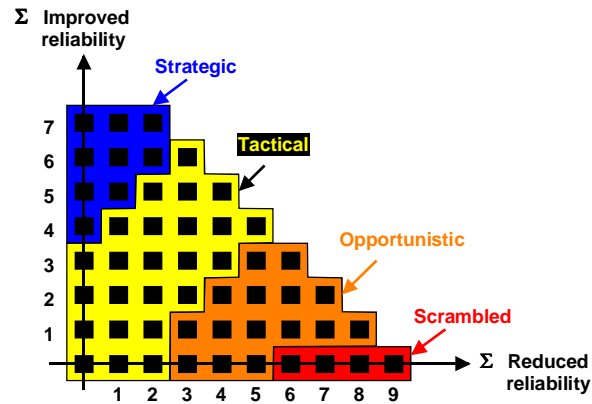 Σ Improved
reliability
Strategic
7
Tactical
6
5
4
Opportunistic
3
2
Scrambled
1
Σ Reduced
reliability
1 2 3 4 5 6 7 8 9